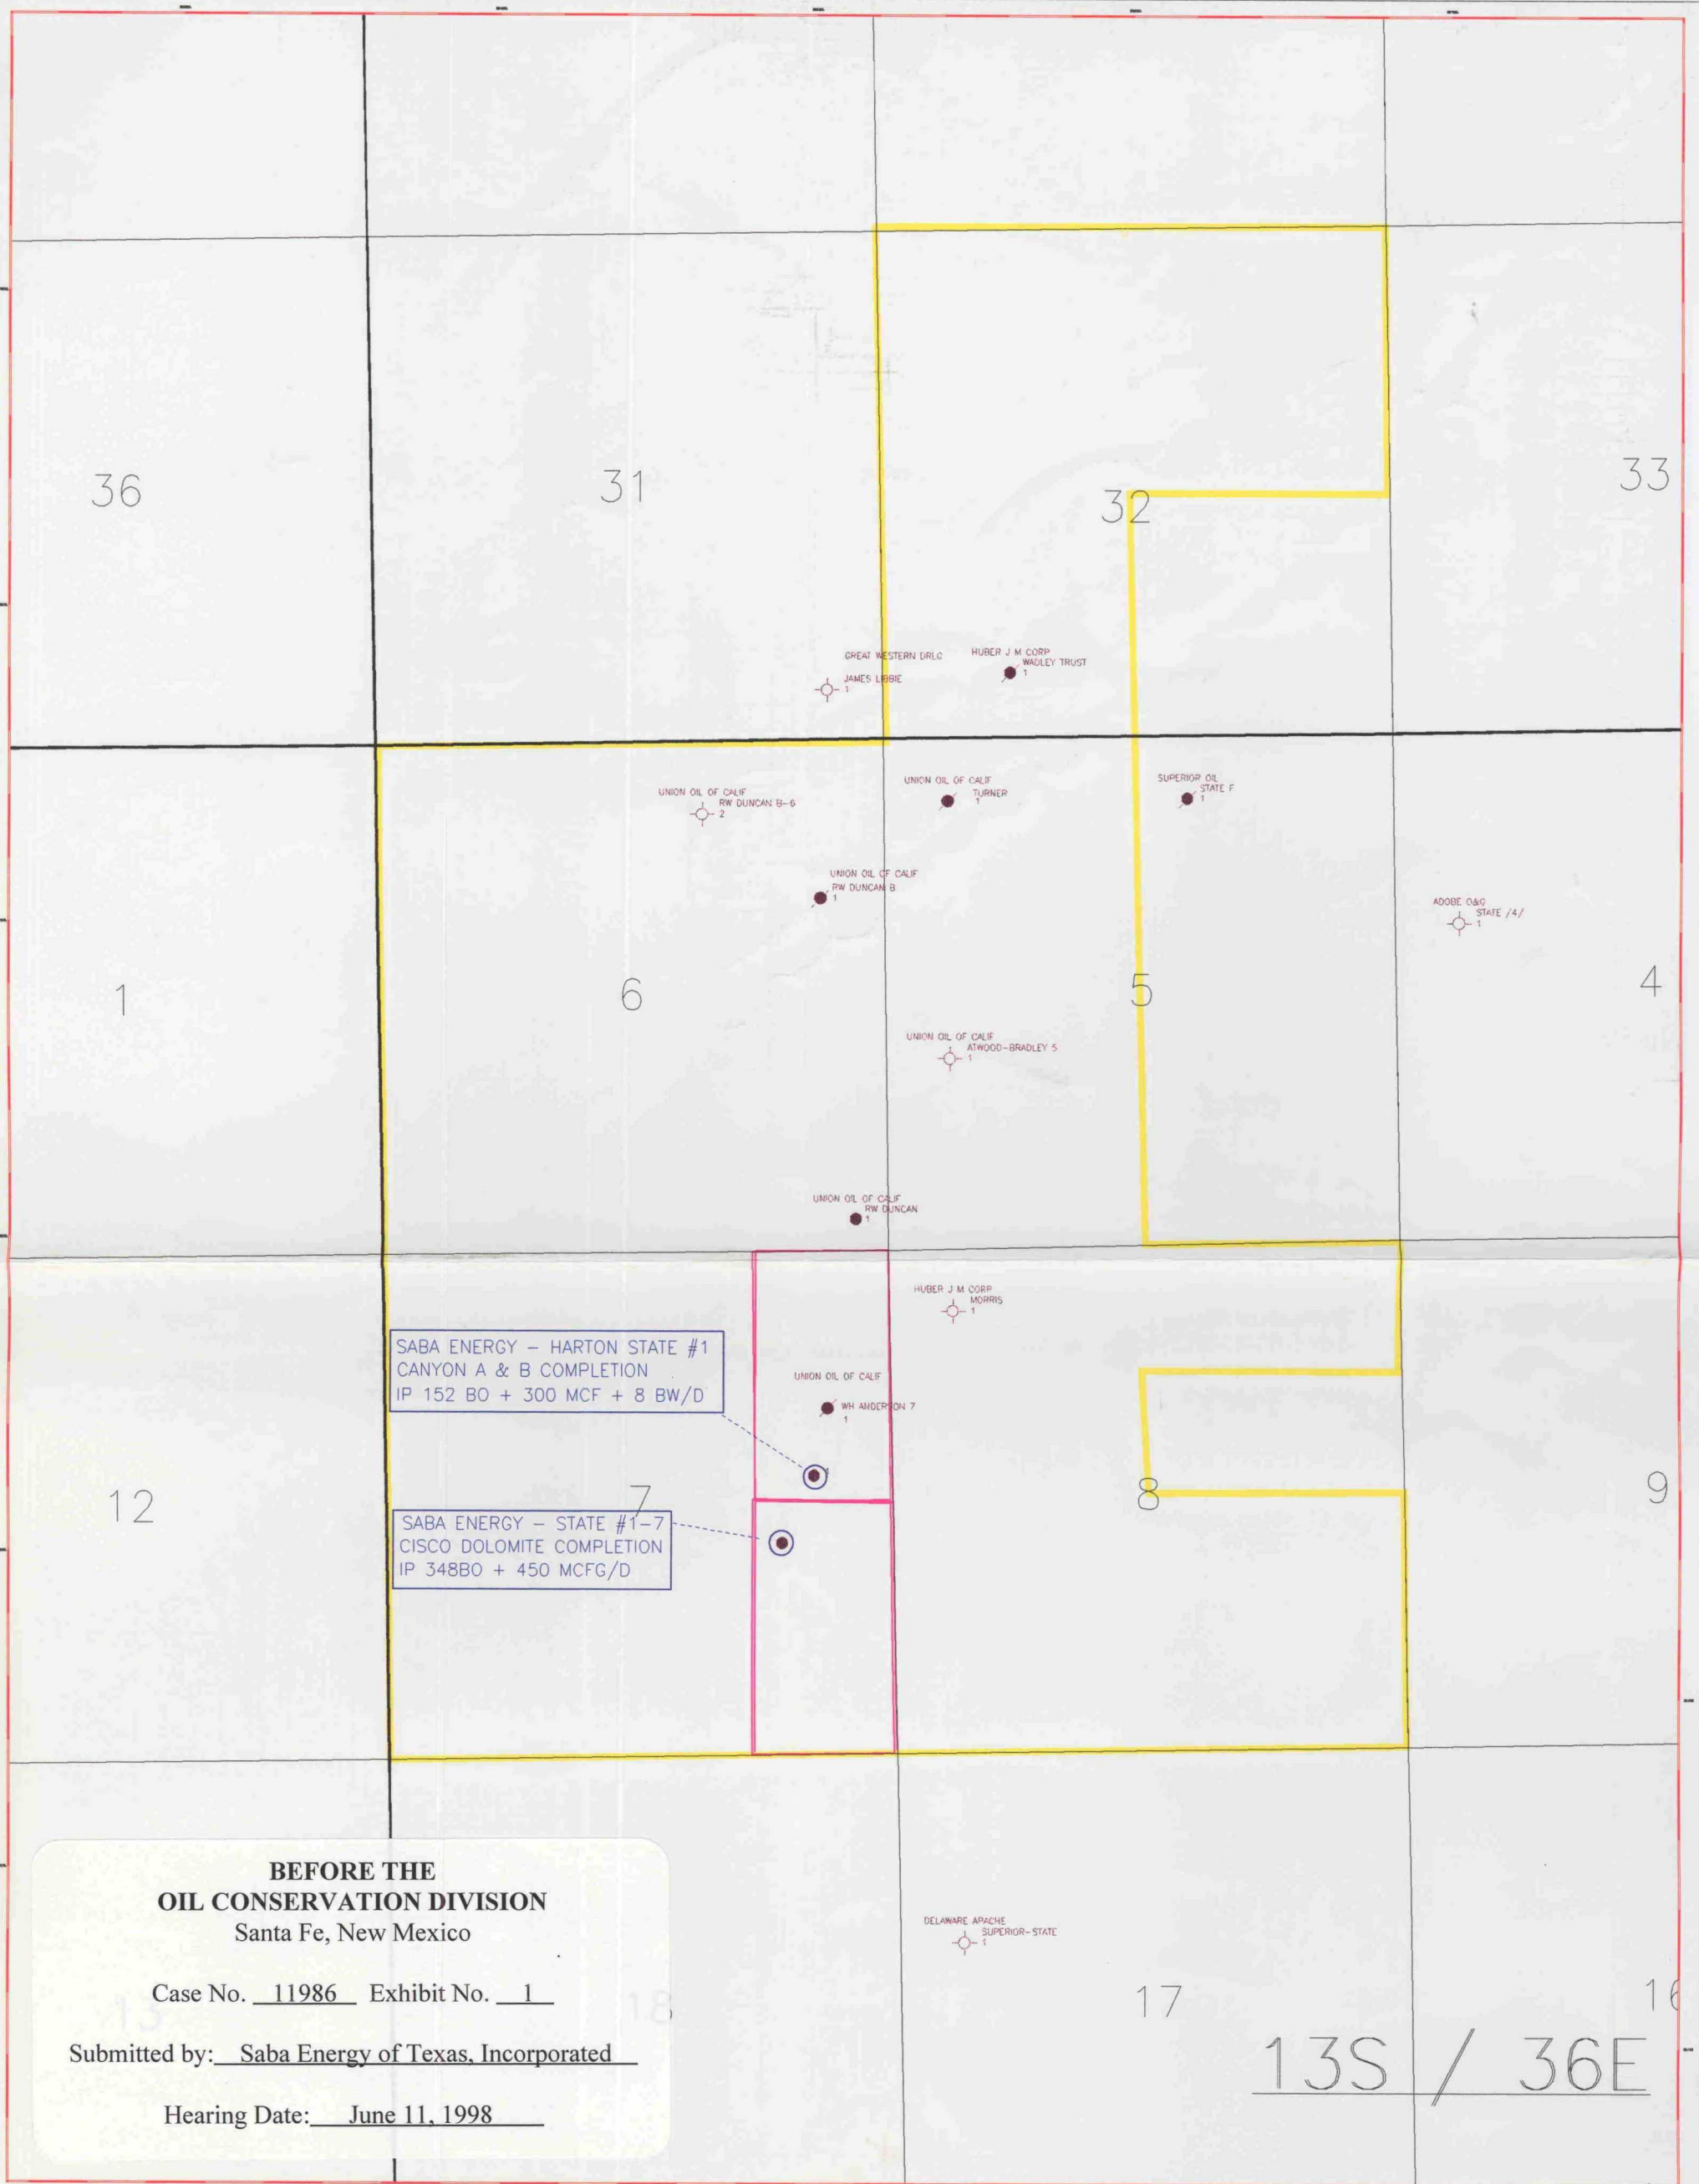 36
31
32
33
GREAT WESTERN DRLG
JAMES LIBBIE
1
HUBER J M CORP
WADLEY TRUST
1
UNION OIL OF CALIF
RW DUNCAN B-6
2
UNION OIL OF CALIF
TURNER
1
SUPERIOR OIL
STATE F
1
UNION OIL OF CALIF
RW DUNCAN B
1
ADOBE O&G
STATE /4/
1
1
6
5
4
UNION OIL OF CALIF
ATWOOD-BRADLEY 5
1
UNION OIL OF CALIF
RW DUNCAN
1
HUBER J M CORP
MORRIS
1
SABA ENERGY - HARTON STATE #1
CANYON A & B COMPLETION
IP 152 BO + 300 MCF + 8 BW/D
UNION OIL OF CALIF
WH ANDERSON 7
1
12
7
8
9
SABA ENERGY - STATE #1-7
CISCO DOLOMITE COMPLETION
IP 348BO + 450 MCFG/D
BEFORE THE
OIL CONSERVATION DIVISION
Santa Fe, New Mexico
Case No. 11986 Exhibit No. 1
Submitted by: Saba Energy of Texas, Incorporated
Hearing Date: June 11, 1998
DELAWARE APACHE
SUPERIOR-STATE
1
13
18
17
16
13S / 36E